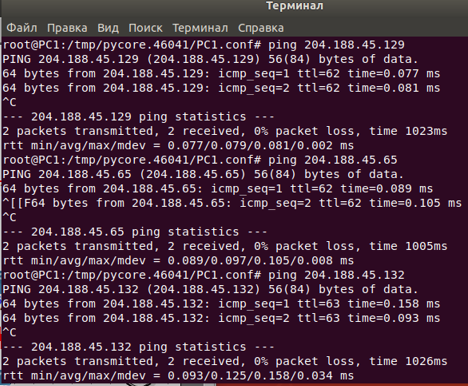 Терминал
Файл Правка Вид Поиск Терминал Справка
root@PC1:/tmp/pycore.46041/PC1.conf# ping 204.188.45.129
PING 204.188.45.129 (204.188.45.129) 56(84) bytes of data.
64 bytes from 204.188.45.129: icmp_seq=1 ttl=62 time=0.077 ms
64 bytes from 204.188.45.129: icmp_seq=2 ttl=62 time=0.081 ms
^C
--- 204.188.45.129 ping statistics ---
2 packets transmitted, 2 received, 0% packet loss, time 1023ms
rtt min/avg/max/mdev = 0.077/0.079/0.081/0.002 ms
root@PC1:/tmp/pycore.46041/PC1.conf# ping 204.188.45.65
PING 204.188.45.65 (204.188.45.65) 56(84) bytes of data.
64 bytes from 204.188.45.65: icmp_seq=1 ttl=62 time=0.089 ms
^[[F64 bytes from 204.188.45.65: icmp_seq=2 ttl=62 time=0.105 ms
^C
--- 204.188.45.65 ping statistics ---
2 packets transmitted, 2 received, 0% packet loss, time 1005ms
rtt min/avg/max/mdev = 0.089/0.097/0.105/0.008 ms
root@PC1:/tmp/pycore.46041/PC1.conf# ping 204.188.45.132
PING 204.188.45.132 (204.188.45.132) 56(84) bytes of data.
64 bytes from 204.188.45.132: icmp_seq=1 ttl=63 time=0.158 ms
64 bytes from 204.188.45.132: icmp_seq=2 ttl=63 time=0.093 ms
^C
--- 204.188.45.132 ping statistics ---
2 packets transmitted, 2 received, 0% packet loss, time 1026ms
rtt min/avg/max/mdev = 0.093/0.125/0.158/0.034 ms